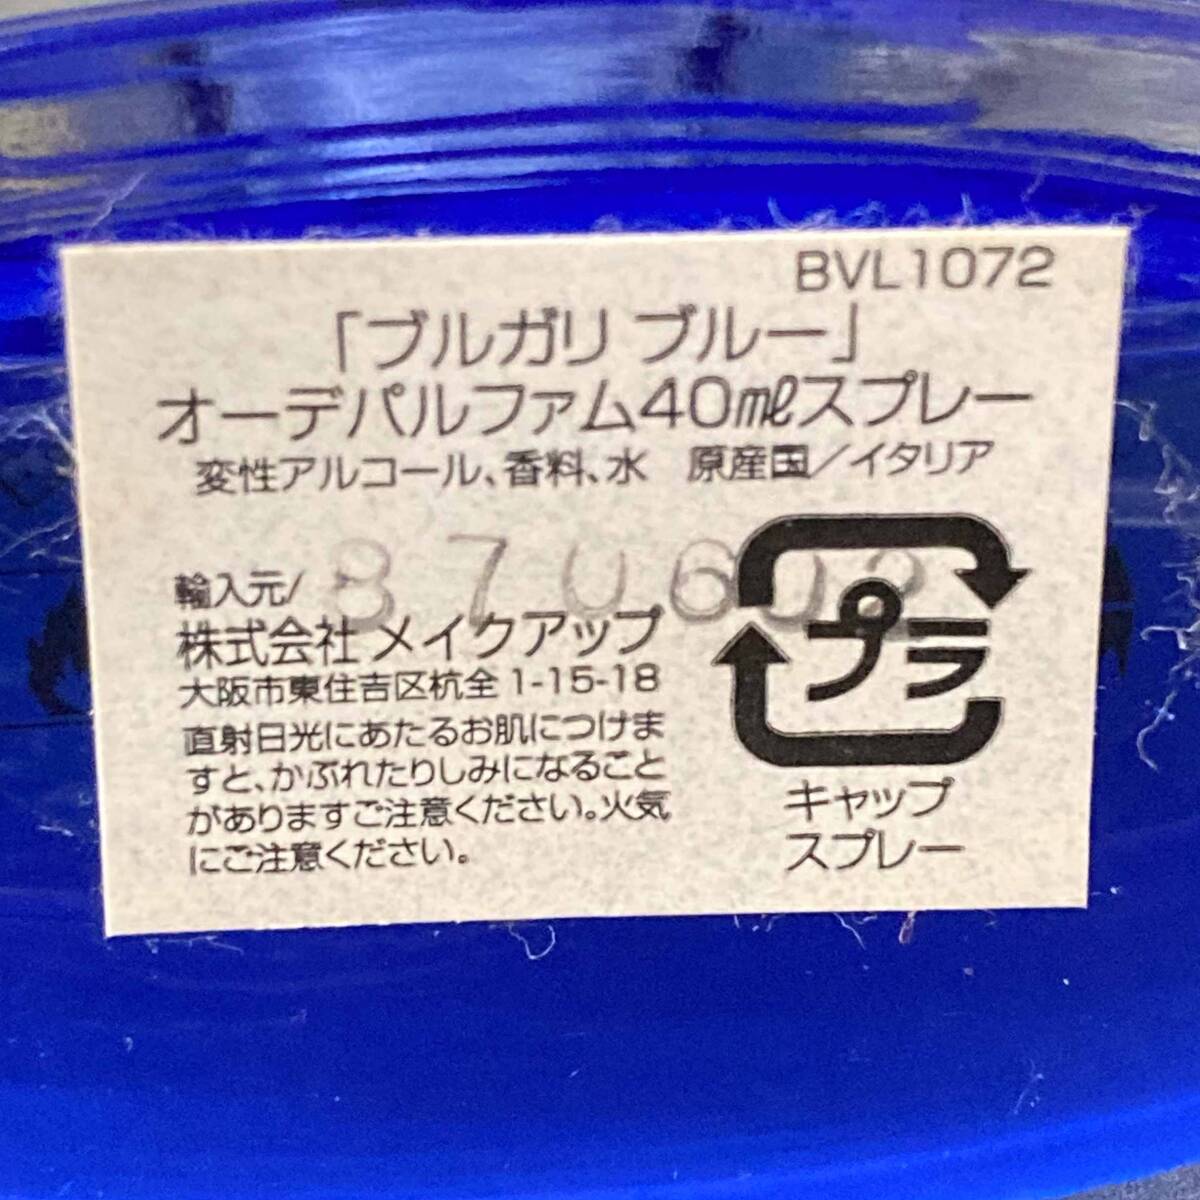 BVL1072
「ブルガリ ブルー」
オーデパルファム40mlスプレー
変性アルコール、香料、水 原産国/イタリア
輸入元/
株式会社 メイクアップ
大阪市東住吉区杭全1-15-18
直射日光にあたるお肌につけま
すと、かぶれたりしみになること
がありますご注意ください。火気
にご注意ください。
プラ
キャップ
スプレー